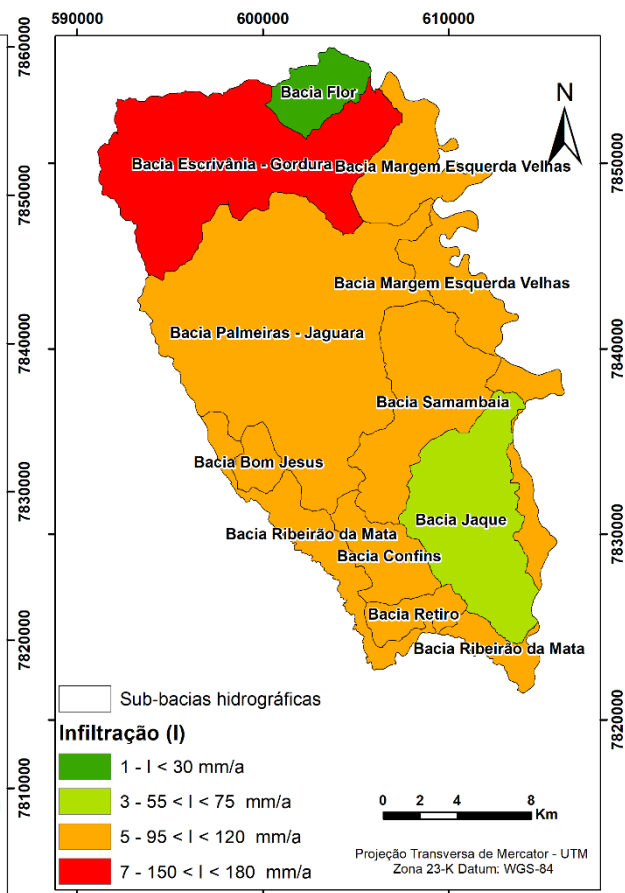 590000 600000 610000
7860000
7850000
7840000
7830000
7820000
7810000
7850000
7840000
7830000
7820000
N
Bacia Flor
Bacia Escrivânia - Gordura
Bacia Margem Esquerda Velhas
Bacia Margem Esquerda Velhas
Bacia Palmeiras - Jaguara
Bacia Samambaia
Bacia Bom Jesus
Bacia Jaque
Bacia Ribeirão da Mata
Bacia Confins
Bacia Retiro
Bacia Ribeirão da Mata
Sub-bacias hidrográficas
Infiltração (I)
1 - I < 30 mm/a
3 - 55 < I < 75 mm/a
5 - 95 < I < 120 mm/a
7 - 150 < I < 180 mm/a
0 2 4 8
Km
Projeção Transversa de Mercator - UTM
Zona 23-K Datum: WGS-84